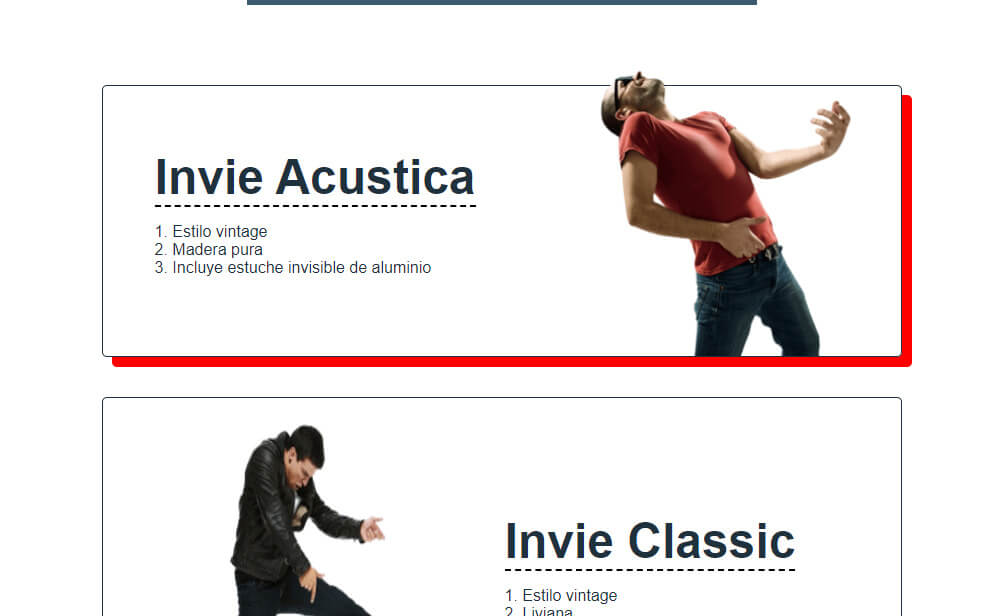 Invie Acustica
1. Estilo vintage
2. Madera pura
3. Incluye estuche invisible de aluminio
Invie Classic
1. Estilo vintage
2. Liviana